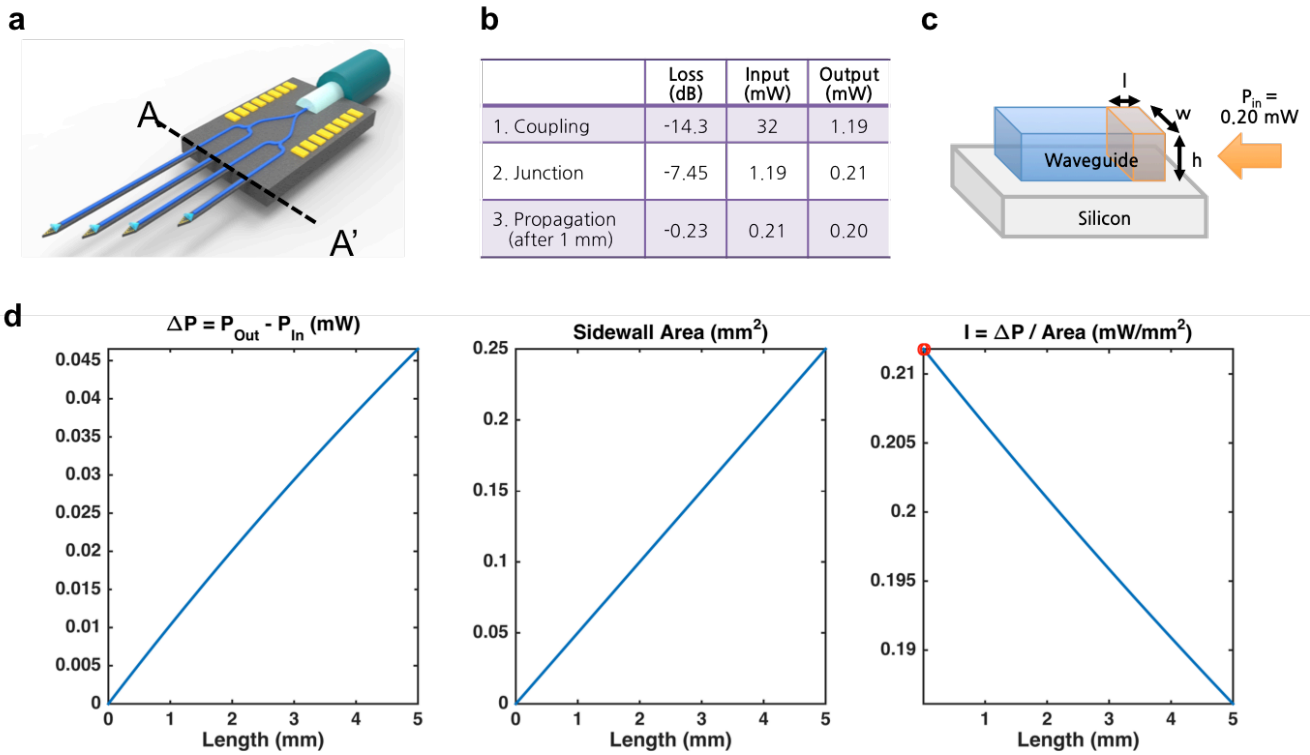 a
A
A'
b
Loss (dB) Input (mW) Output (mW)
1. Coupling -14.3 32 1.19
2. Junction -7.45 1.19 0.21
3. Propagation (after 1 mm) -0.23 0.21 0.20
c
l
w
h
P_in = 0.20 mW
Waveguide
Silicon
d
ΔP = P_Out - P_In (mW)
0.045
0.04
0.035
0.03
0.025
0.02
0.015
0.01
0.005
0
0 1 2 3 4 5
Length (mm)
Sidewall Area (mm²)
0.25
0.2
0.15
0.1
0.05
0
0 1 2 3 4 5
Length (mm)
I = ΔP / Area (mW/mm²)
0.21
0.205
0.2
0.195
0.19
1 2 3 4 5
Length (mm)